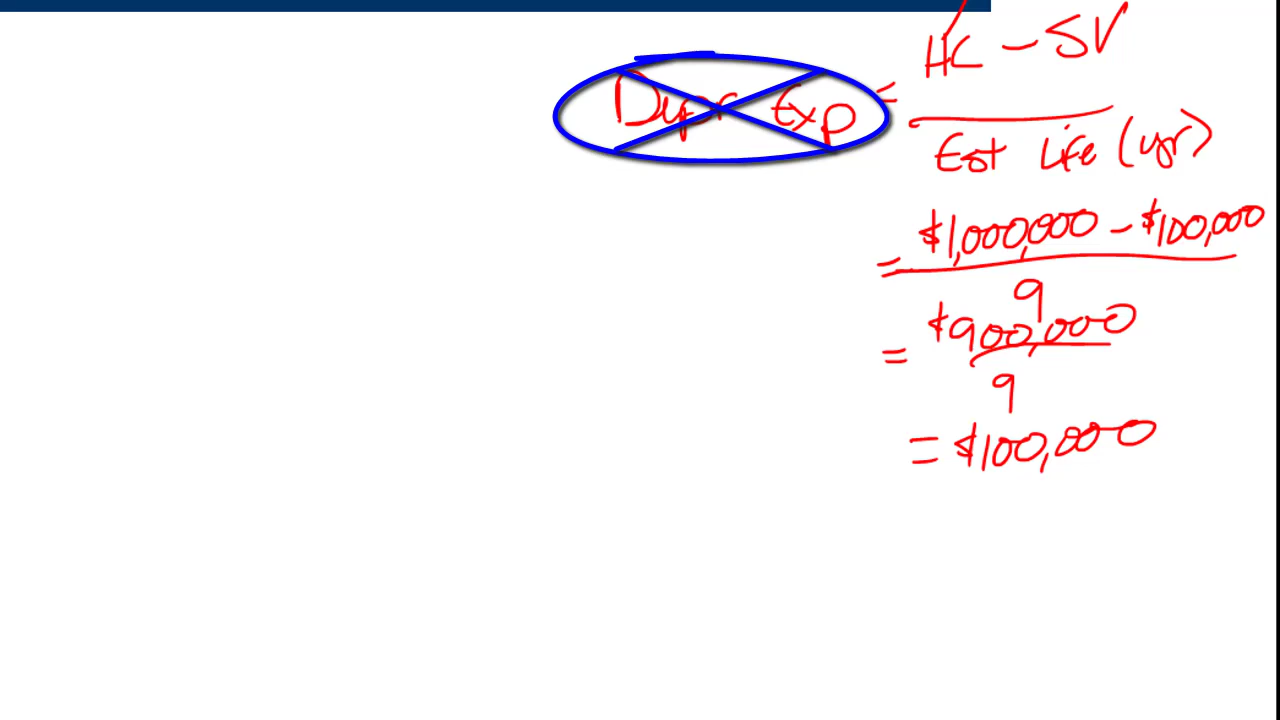 Depr Exp = HC - SV
Est Life (yr)
= $1,000,000 - $100,000
9
= $900,000
9
= $100,000